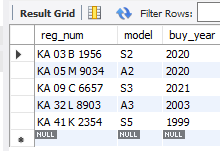 Result Grid Filter Rows:
reg_num model buy_year
KA 03 B 1956 S2 2020
KA 05 M 9034 A2 2020
KA 09 C 6657 S3 2021
KA 32 L 8903 A3 2003
KA 41 K 2354 S5 1999
NULL NULL NULL